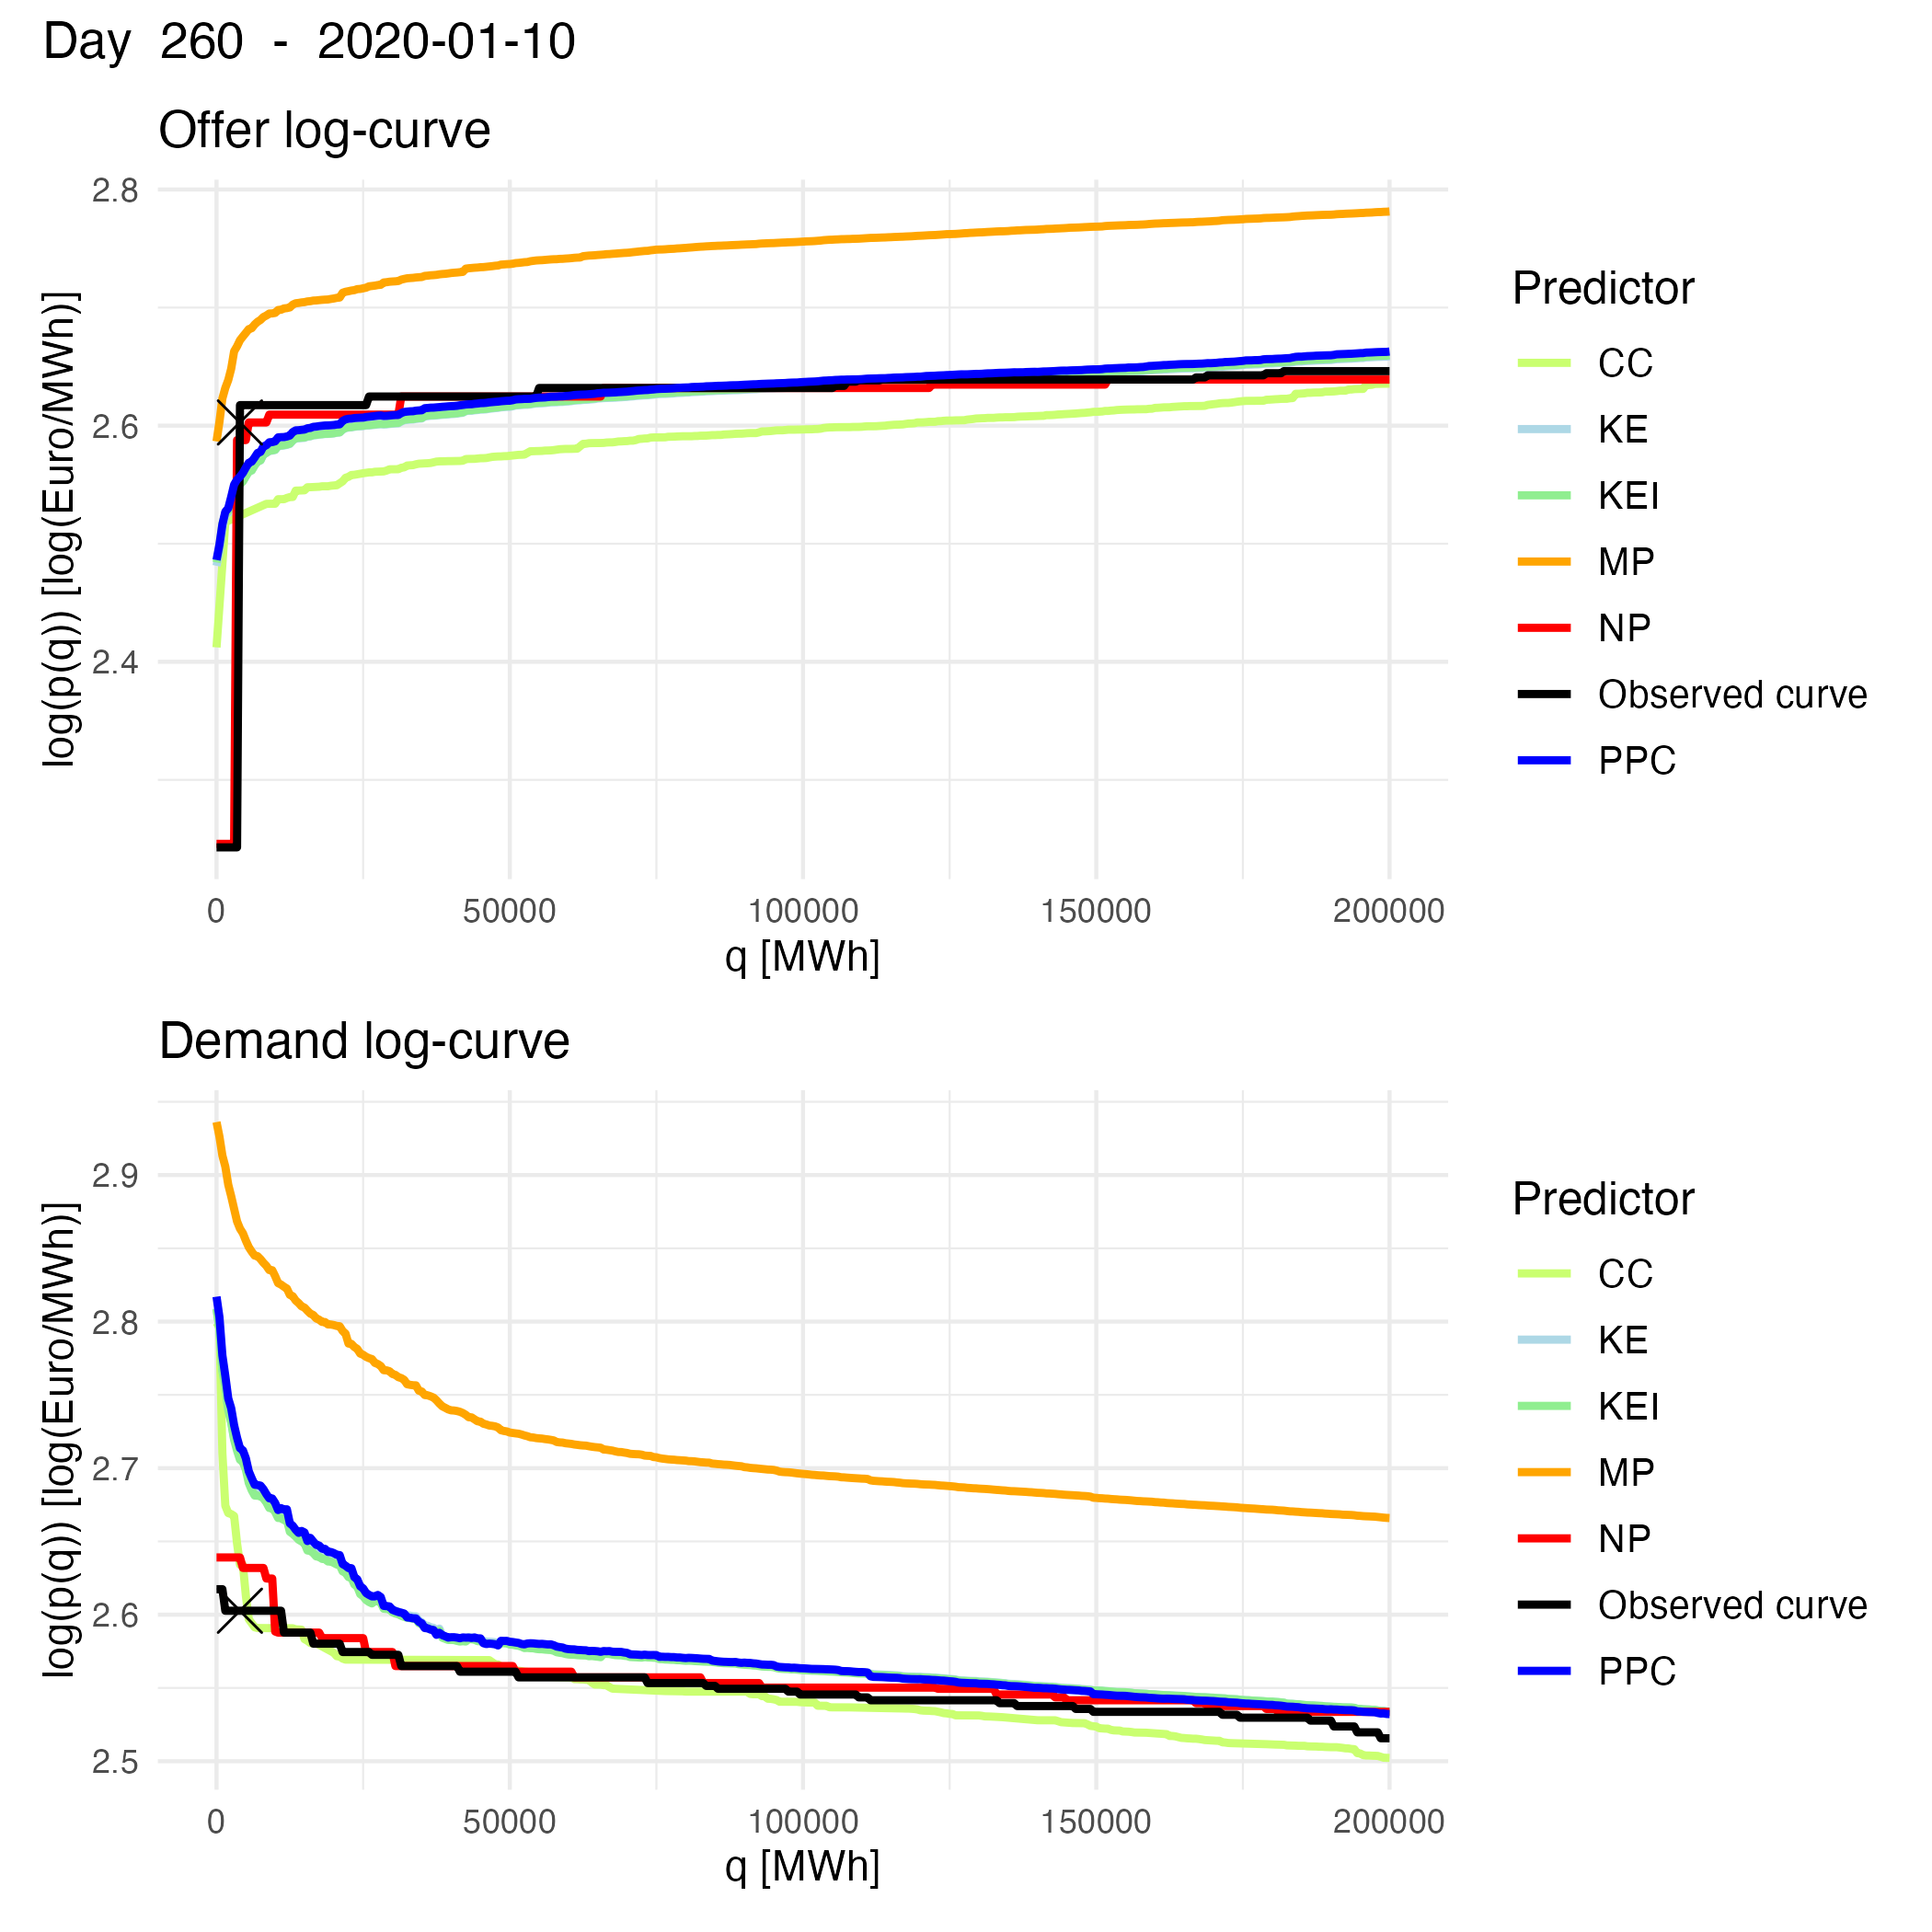 Day 260 - 2020-01-10
Offer log-curve
log(p(q)) [log(Euro/MWh)]
2.8
2.6
2.4
0 50000 100000 150000 200000
q [MWh]
Predictor
CC
KE
KEI
MP
NP
Observed curve
PPC
Demand log-curve
log(p(q)) [log(Euro/MWh)]
2.9
2.8
2.7
2.6
2.5
0 50000 100000 150000 200000
q [MWh]
Predictor
CC
KE
KEI
MP
NP
Observed curve
PPC